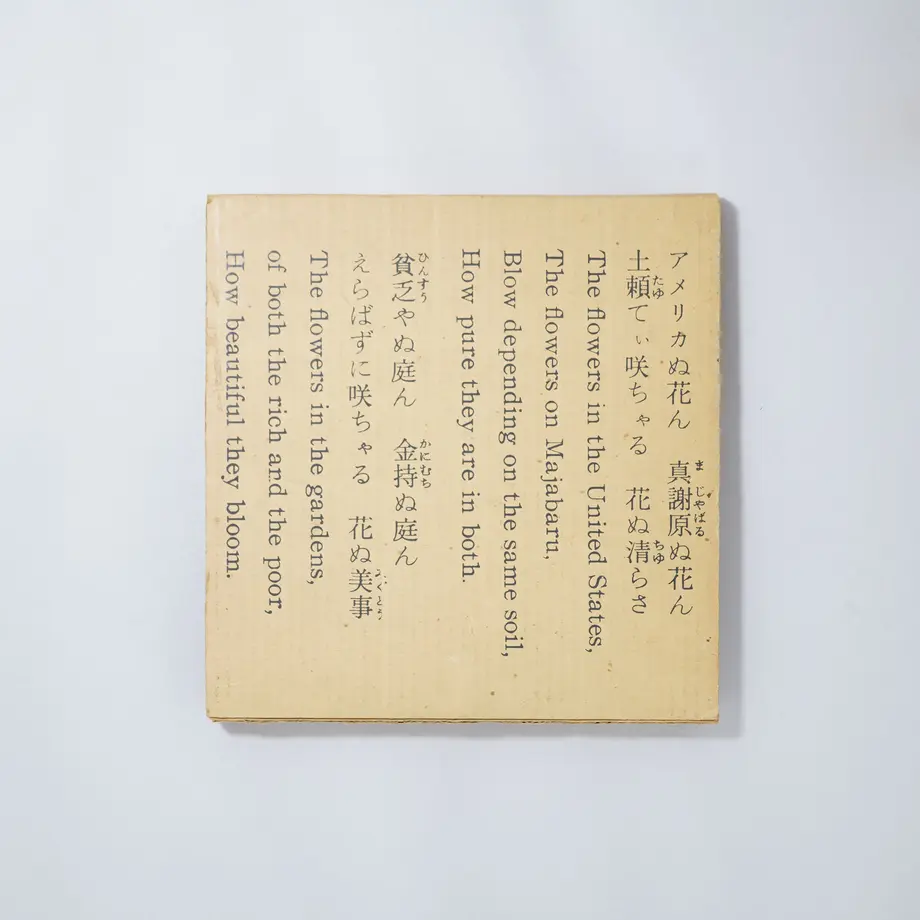 アメリカぬ花ん　真謝原ぬ花ん
土頼てぃ咲ちゃる　花ぬ清らさ
The flowers in the United States,
The flowers on Majabaru,
Blow depending on the same soil,
How pure they are in both.
貧乏やぬ庭ん　金持ぬ庭ん
えらばずに咲ちゃる　花ぬ美事
The flowers in the gardens,
of both the rich and the poor,
How beautiful they bloom.